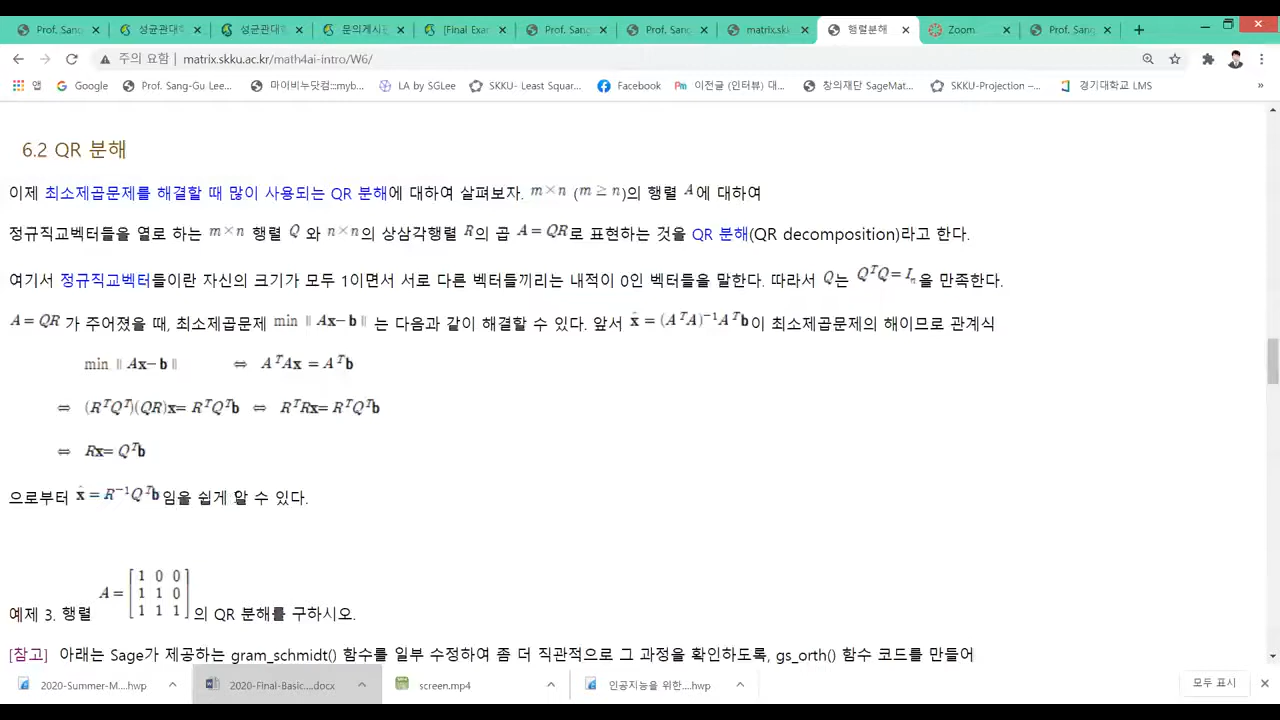 Prof. Sang
성균관대학
성균관대학
문의게시판
[Final Exam
Prof. Sang
Prof. Sang
matrix.skku
행렬분해
Zoom
Prof. Sang
주의 요함 | matrix.skku.ac.kr/math4ai-intro/W6/
앱
Google
Prof. Sang-Gu Lee...
마이비누닷컴:::myb...
LA by SGLee
SKKU- Least Squar...
Facebook
이전글 (인터뷰) 대...
창의재단 SageMat...
SKKU-Projection –...
경기대학교 LMS
»
6.2 QR 분해
이제 최소제곱문제를 해결할 때 많이 사용되는 QR 분해에 대하여 살펴보자. m×n (m ≥ n)의 행렬 A에 대하여
정규직교벡터들을 열로 하는 m×n 행렬 Q 와 n×n의 상삼각행렬 R의 곱 A = QR로 표현하는 것을 QR 분해(QR decomposition)라고 한다.
여기서 정규직교벡터들이란 자신의 크기가 모두 1이면서 서로 다른 벡터들끼리는 내적이 0인 벡터들을 말한다. 따라서 Q는 QᵀQ = Iₙ을 만족한다.
A = QR 가 주어졌을 때, 최소제곱문제 min ‖ Ax−b ‖ 는 다음과 같이 해결할 수 있다. 앞서 x̂ = (AᵀA)⁻¹Aᵀb이 최소제곱문제의 해이므로 관계식
min ‖ Ax−b ‖ ⇔ AᵀAx = Aᵀb
⇔ (RᵀQᵀ)(QR)x = RᵀQᵀb ⇔ RᵀRx = RᵀQᵀb
⇔ Rx = Qᵀb
으로부터 x̂ = R⁻¹Qᵀb임을 쉽게 알 수 있다.
1 0 0
A = 1 1 0
1 1 1
예제 3. 행렬 의 QR 분해를 구하시오.
[참고] 아래는 Sage가 제공하는 gram_schmidt() 함수를 일부 수정하여 좀 더 직관적으로 그 과정을 확인하도록, gs_orth() 함수 코드를 만들어
2020-Summer-M....hwp
2020-Final-Basic....docx
screen.mp4
인공지능을 위한....hwp
모두 표시